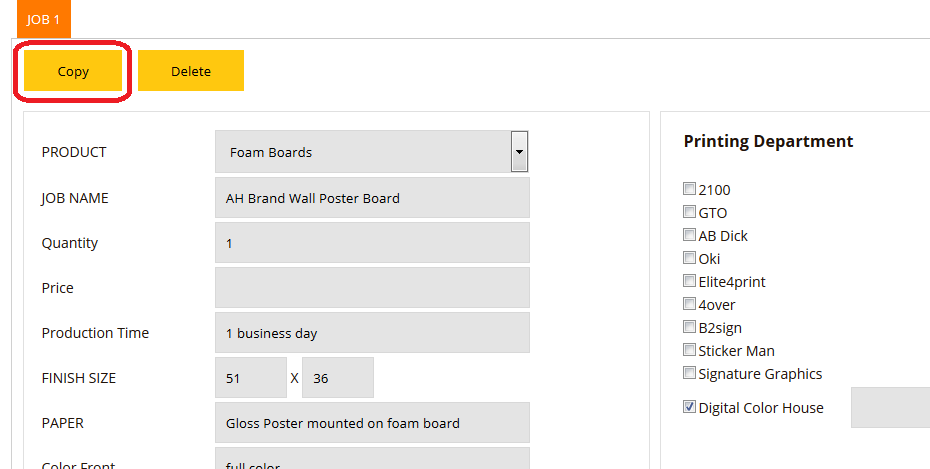 JOB 1
Copy Delete
PRODUCT Foam Boards
JOB NAME AH Brand Wall Poster Board
Quantity 1
Price
Production Time 1 business day
FINISH SIZE 51 X 36
PAPER Gloss Poster mounted on foam board
Color Front full color
Printing Department
2100
GTO
AB Dick
Oki
Elite4print
4over
B2sign
Sticker Man
Signature Graphics
Digital Color House